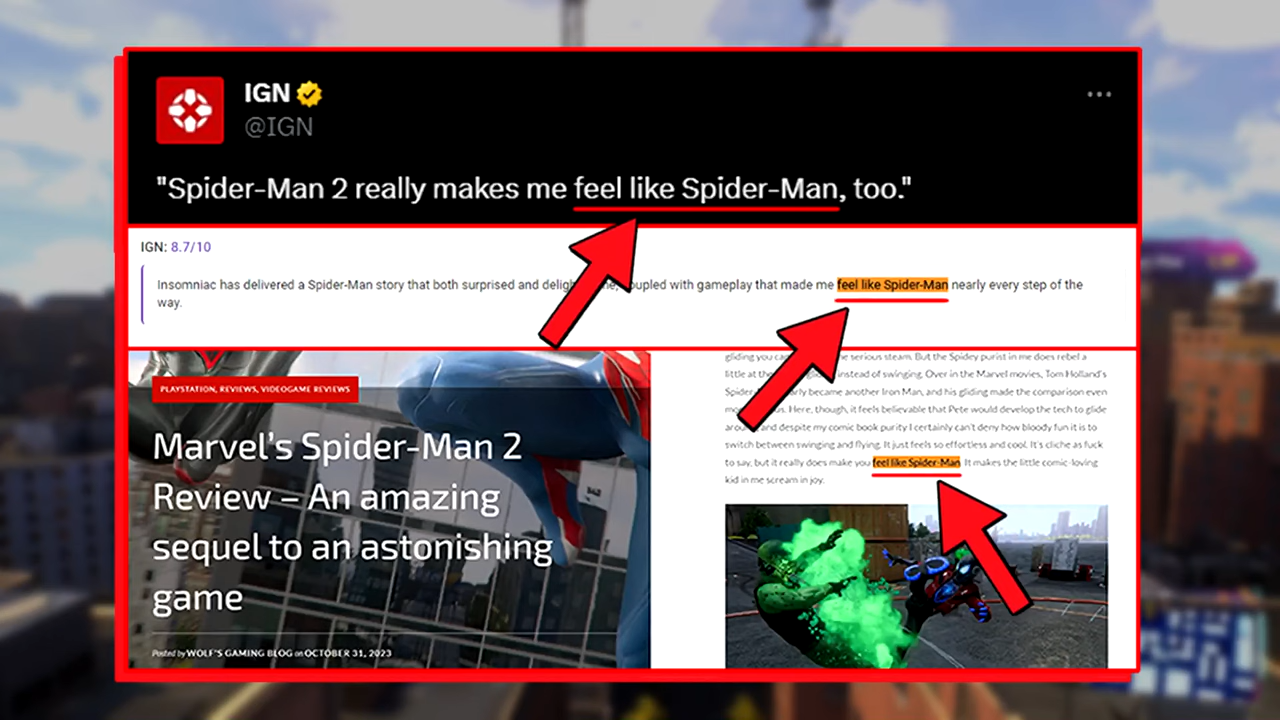 IGN
@IGN
"Spider-Man 2 really makes me feel like Spider-Man, too."
IGN: 8.7/10
Insomniac has delivered a Spider-Man story that both surprised and coupled with gameplay that made me feel like Spider-Man nearly every step of the
way.
PLAYSTATION, REVIEWS, VIDEOGAME REVIEWS
Marvel's Spider-Man 2
Review – An amazing
sequel to an astonishing
game
Posted by WOLF'S GAMING BLOG on OCTOBER 31, 2023
gliding you serious steam. But the Spidey purist in me does rebel a
little at the instead of swinging. Over in the Marvel movies, Tom Holland's
became another Iron Man, and his gliding made the comparison even
Here, though, it feels believable that Pete would develop the tech to glide
and despite my comic book purity I certainly can't deny how bloody fun it is to
switch between swinging and flying. It just feels so effortless and cool. It's cliche as fuck
to say, but it really does make you feel like Spider-Man. It makes the little comic-loving
kid in me scream in joy.